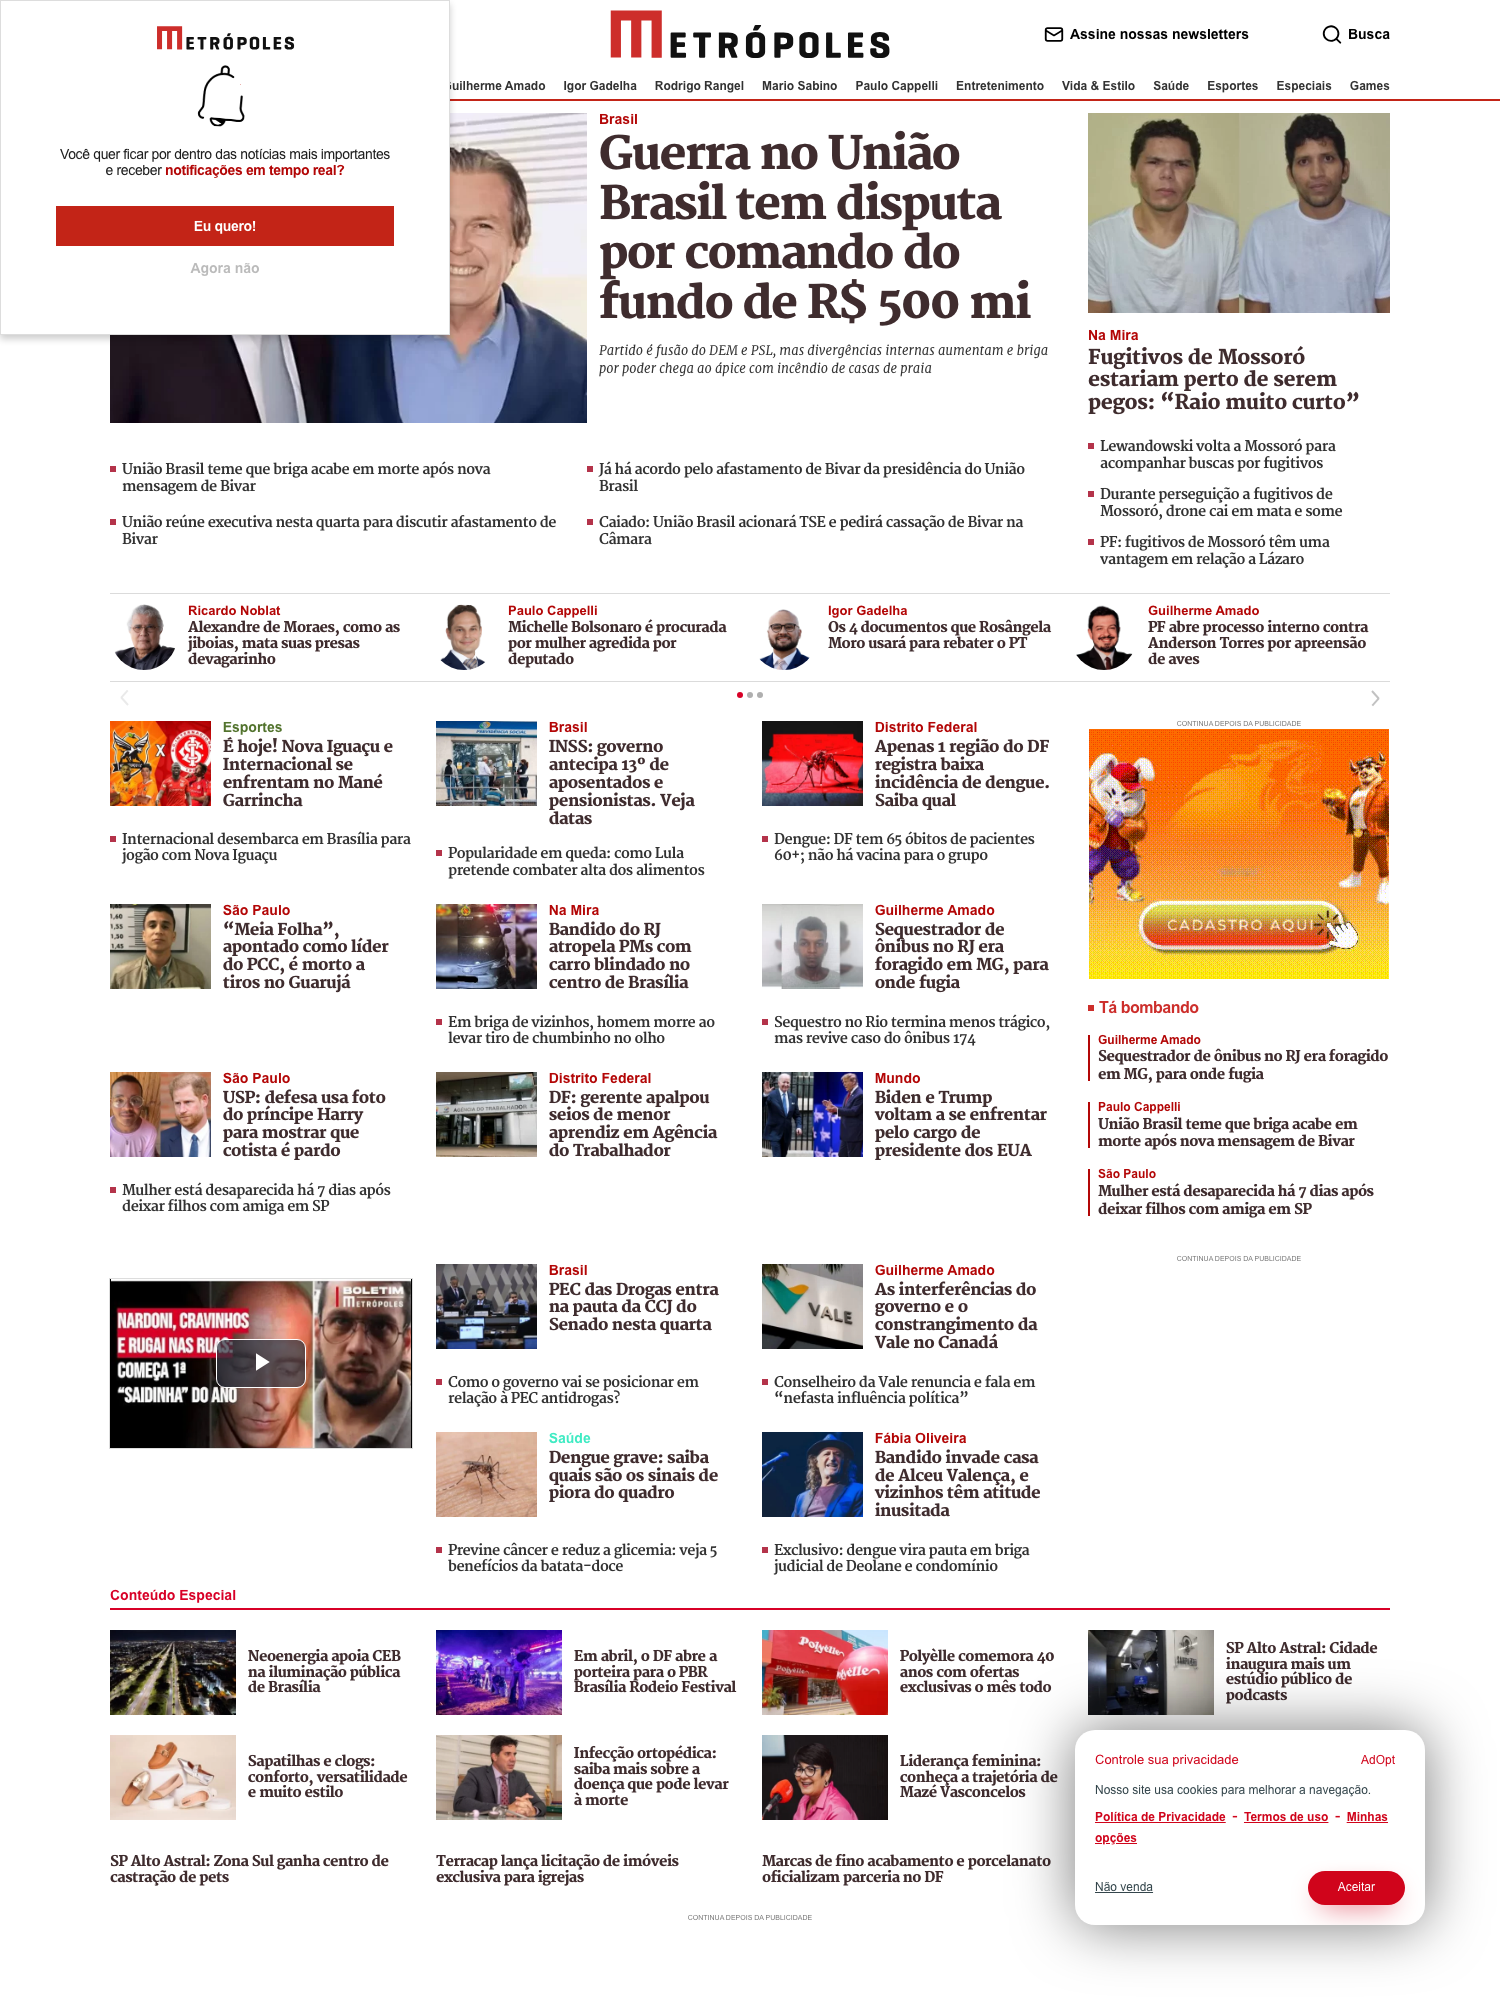 METRÓPOLES
Você quer ficar por dentro das notícias mais importantes
e receber notificações em tempo real?
Eu quero!
Agora não
METRÓPOLES
Assine nossas newsletters
Busca
Guilherme Amado Igor Gadelha Rodrigo Rangel Mario Sabino Paulo Cappelli Entretenimento Vida & Estilo Saúde Esportes Especiais Games
Brasil
Guerra no União
Brasil tem disputa
por comando do
fundo de R$ 500 mi
Partido é fusão do DEM e PSL, mas divergências internas aumentam e briga
por poder chega ao ápice com incêndio de casas de praia
União Brasil teme que briga acabe em morte após nova
mensagem de Bivar
União reúne executiva nesta quarta para discutir afastamento de
Bivar
Já há acordo pelo afastamento de Bivar da presidência do União
Brasil
Caiado: União Brasil acionará TSE e pedirá cassação de Bivar na
Câmara
Na Mira
Fugitivos de Mossoró
estariam perto de serem
pegos: “Raio muito curto”
Lewandowski volta a Mossoró para
acompanhar buscas por fugitivos
Durante perseguição a fugitivos de
Mossoró, drone cai em mata e some
PF: fugitivos de Mossoró têm uma
vantagem em relação a Lázaro
Ricardo Noblat
Alexandre de Moraes, como as
jiboias, mata suas presas
devagarinho
Paulo Cappelli
Michelle Bolsonaro é procurada
por mulher agredida por
deputado
Igor Gadelha
Os 4 documentos que Rosângela
Moro usará para rebater o PT
Guilherme Amado
PF abre processo interno contra
Anderson Torres por apreensão
de aves
X
Esportes
É hoje! Nova Iguaçu e
Internacional se
enfrentam no Mané
Garrincha
Internacional desembarca em Brasília para
jogão com Nova Iguaçu
PREVIDÊNCIA SOCIAL
Brasil
INSS: governo
antecipa 13º de
aposentados e
pensionistas. Veja
datas
Popularidade em queda: como Lula
pretende combater alta dos alimentos
Distrito Federal
Apenas 1 região do DF
registra baixa
incidência de dengue.
Saiba qual
Dengue: DF tem 65 óbitos de pacientes
60+; não há vacina para o grupo
1,60
1,55
1,50
1,45
São Paulo
“Meia Folha”,
apontado como líder
do PCC, é morto a
tiros no Guarujá
Na Mira
Bandido do RJ
atropela PMs com
carro blindado no
centro de Brasília
Em briga de vizinhos, homem morre ao
levar tiro de chumbinho no olho
Guilherme Amado
Sequestrador de
ônibus no RJ era
foragido em MG, para
onde fugia
Sequestro no Rio termina menos trágico,
mas revive caso do ônibus 174
São Paulo
USP: defesa usa foto
do príncipe Harry
para mostrar que
cotista é pardo
Mulher está desaparecida há 7 dias após
deixar filhos com amiga em SP
AGÊNCIA DO TRABALHADOR
Distrito Federal
DF: gerente apalpou
seios de menor
aprendiz em Agência
do Trabalhador
Mundo
Biden e Trump
voltam a se enfrentar
pelo cargo de
presidente dos EUA
CONTINUA DEPOIS DA PUBLICIDADE
CADASTRO AQUI
Tá bombando
Guilherme Amado
Sequestrador de ônibus no RJ era foragido
em MG, para onde fugia
Paulo Cappelli
União Brasil teme que briga acabe em
morte após nova mensagem de Bivar
São Paulo
Mulher está desaparecida há 7 dias após
deixar filhos com amiga em SP
CONTINUA DEPOIS DA PUBLICIDADE
BOLETIM
METRÓPOLES
NARDONI, CRAVINHOS
E RUGAI NAS RUAS:
COMEÇA 1ª
“SAIDINHA” DO ANO
Brasil
PEC das Drogas entra
na pauta da CCJ do
Senado nesta quarta
Como o governo vai se posicionar em
relação à PEC antidrogas?
VALE
Guilherme Amado
As interferências do
governo e o
constrangimento da
Vale no Canadá
Conselheiro da Vale renuncia e fala em
“nefasta influência política”
Saúde
Dengue grave: saiba
quais são os sinais de
piora do quadro
Previne câncer e reduz a glicemia: veja 5
benefícios da batata-doce
Fábia Oliveira
Bandido invade casa
de Alceu Valença, e
vizinhos têm atitude
inusitada
Exclusivo: dengue vira pauta em briga
judicial de Deolane e condomínio
Conteúdo Especial
Neoenergia apoia CEB
na iluminação pública
de Brasília
Em abril, o DF abre a
porteira para o PBR
Brasília Rodeio Festival
Polyèlle
Polyèlle comemora 40
anos com ofertas
exclusivas o mês todo
SP Alto Astral: Cidade
inaugura mais um
estúdio público de
podcasts
Sapatilhas e clogs:
conforto, versatilidade
e muito estilo
Infecção ortopédica:
saiba mais sobre a
doença que pode levar
à morte
Liderança feminina:
conheça a trajetória de
Mazé Vasconcelos
SP Alto Astral: Zona Sul ganha centro de
castração de pets
Terracap lança licitação de imóveis
exclusiva para igrejas
Marcas de fino acabamento e porcelanato
oficializam parceria no DF
Controle sua privacidade
AdOpt
Nosso site usa cookies para melhorar a navegação.
Política de Privacidade - Termos de uso - Minhas
opções
Não venda
Aceitar
CONTINUA DEPOIS DA PUBLICIDADE